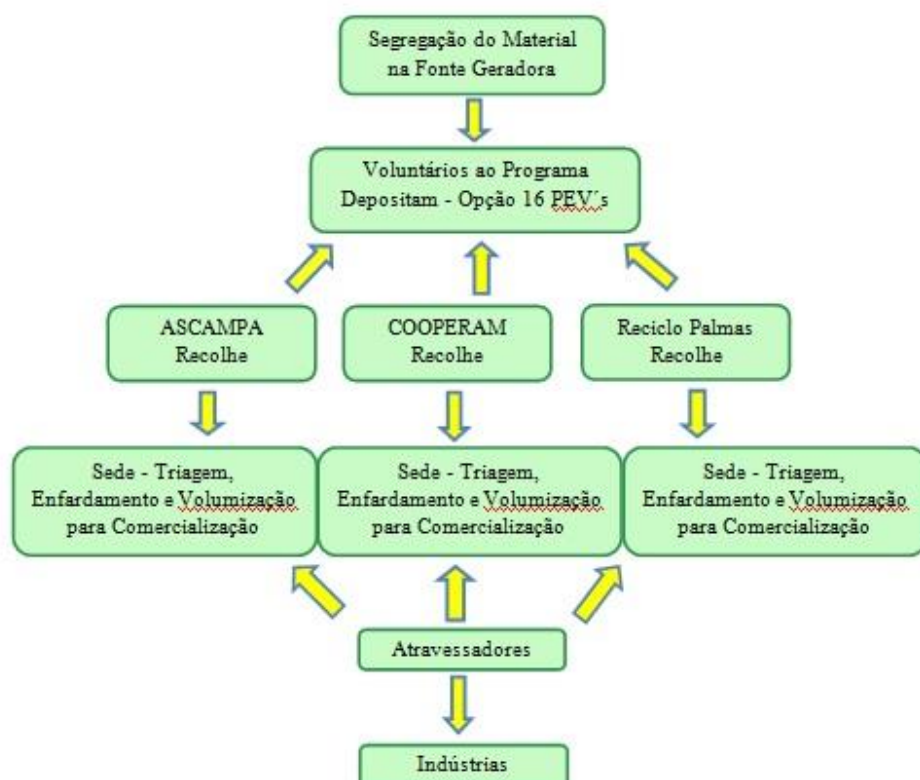 Segregação do Material
na Fonte Geradora
Voluntários ao Programa
Depositam - Opção 16 PEV´s
ASCAMPA
Recolhe
COOPERAM
Recolhe
Reciclo Palmas
Recolhe
Sede - Triagem,
Enfardamento e Volumização
para Comercialização
Sede - Triagem,
Enfardamento e Volumização
para Comercialização
Sede - Triagem,
Enfardamento e Volumização
para Comercialização
Atravessadores
Indústrias